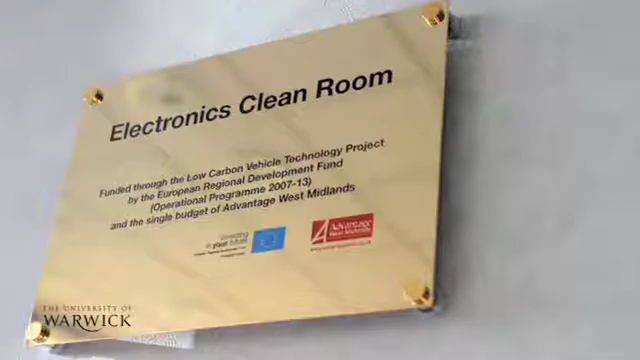 Electronics Clean Room
Funded through the Low Carbon Vehicle Technology Project
by the European Regional Development Fund
(Operational Programme 2007-13)
and the single budget of Advantage West Midlands
investing
in your future
Advantage
West Midlands
THE UNIVERSITY OF
WARWICK